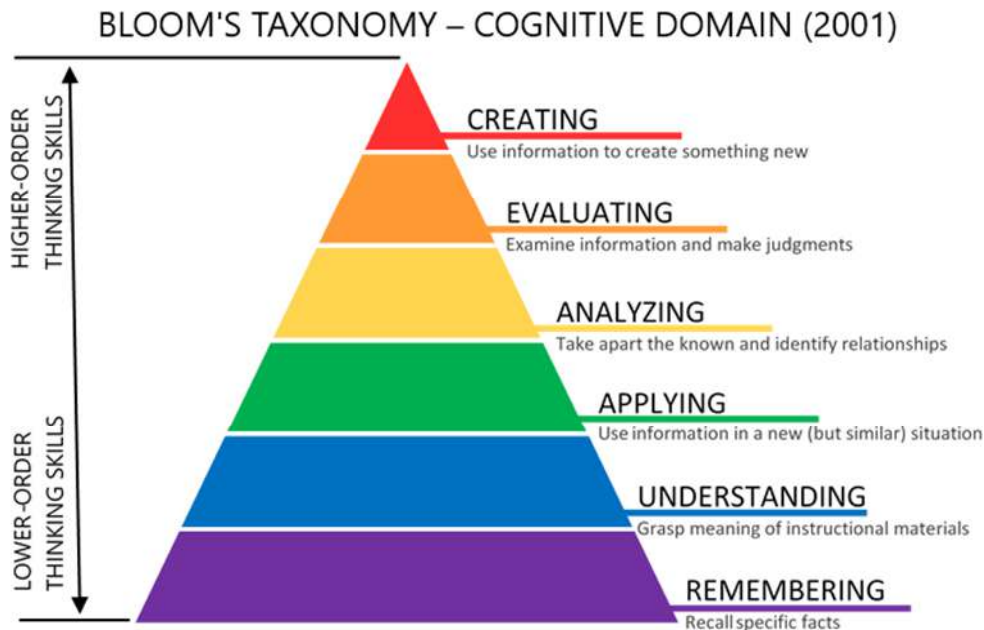 BLOOM'S TAXONOMY – COGNITIVE DOMAIN (2001)
HIGHER-ORDER
THINKING SKILLS
LOWER-ORDER
THINKING SKILLS
CREATING
Use information to create something new
EVALUATING
Examine information and make judgments
ANALYZING
Take apart the known and identify relationships
APPLYING
Use information in a new (but similar) situation
UNDERSTANDING
Grasp meaning of instructional materials
REMEMBERING
Recall specific facts